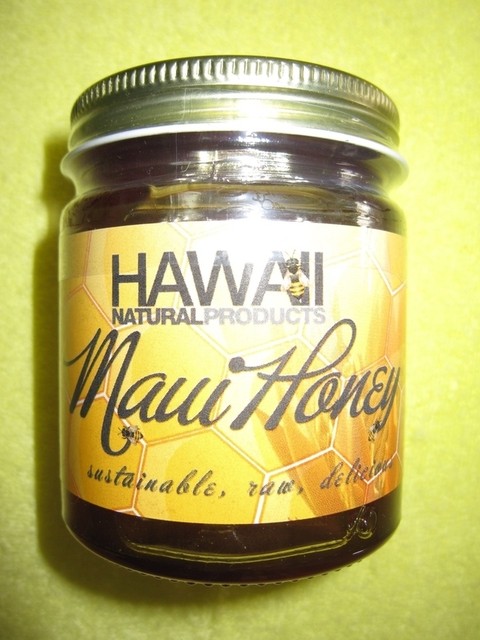 HAWAII
NATURALPRODUCTS
Maui Honey
sustainable, raw,